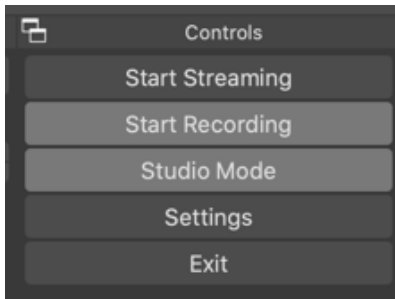 Controls
Start Streaming
Start Recording
Studio Mode
Settings
Exit